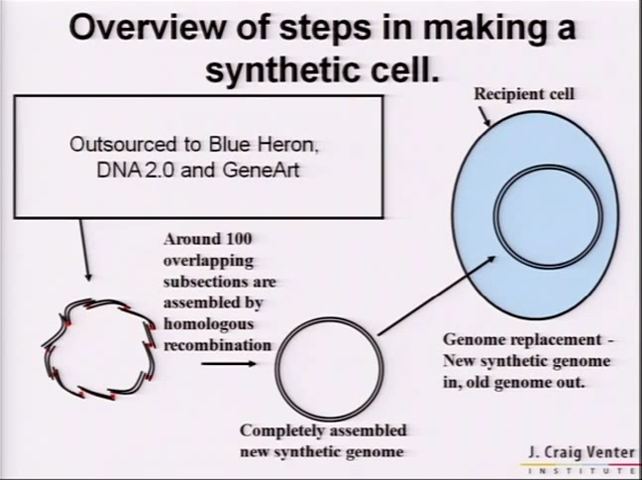 Overview of steps in making a
synthetic cell.
Recipient cell
Outsourced to Blue Heron,
DNA 2.0 and GeneArt
Around 100
overlapping
subsections are
assembled by
homologous
recombination
Genome replacement -
New synthetic genome
in, old genome out.
Completely assembled
new synthetic genome
J. Craig Venter
INSTITUTE